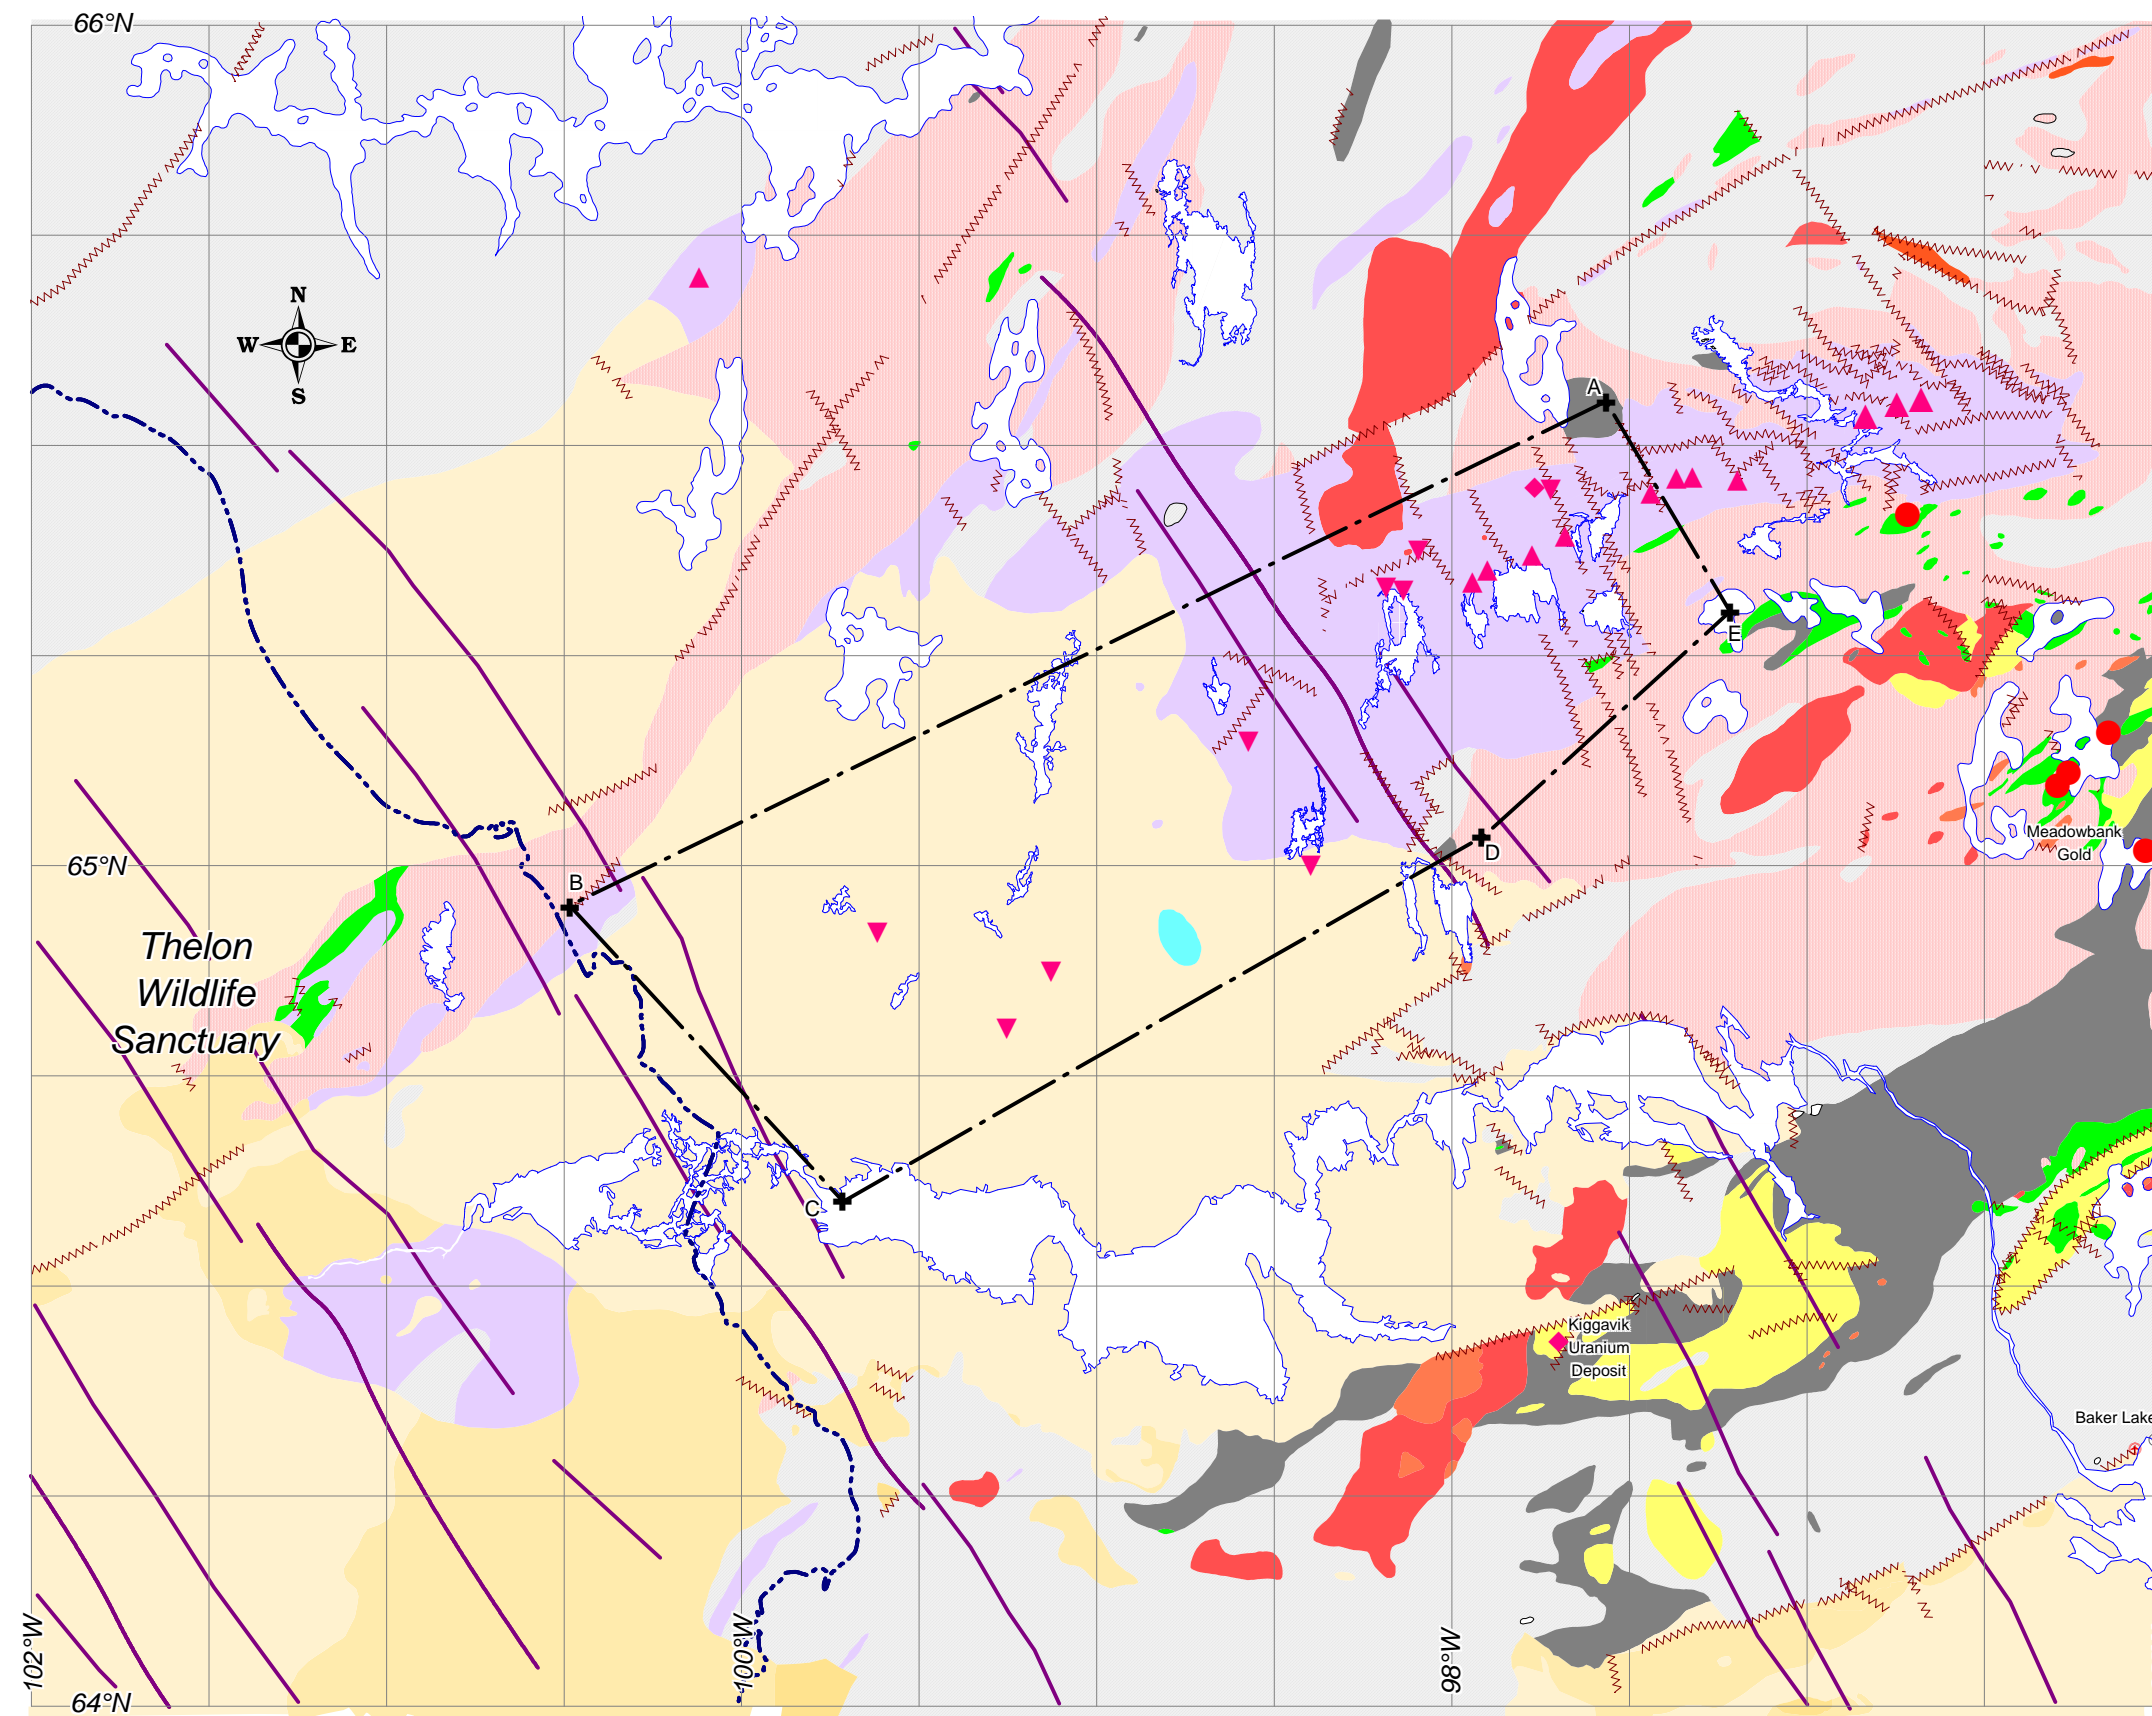 66°N
N
W E
S
A
E
D
65°N
B
Meadowbank
Gold
Thelon
Wildlife
Sanctuary
C
Kiggavik
Uranium
Deposit
Baker Lake
102°W
100°W
98°W
64°N